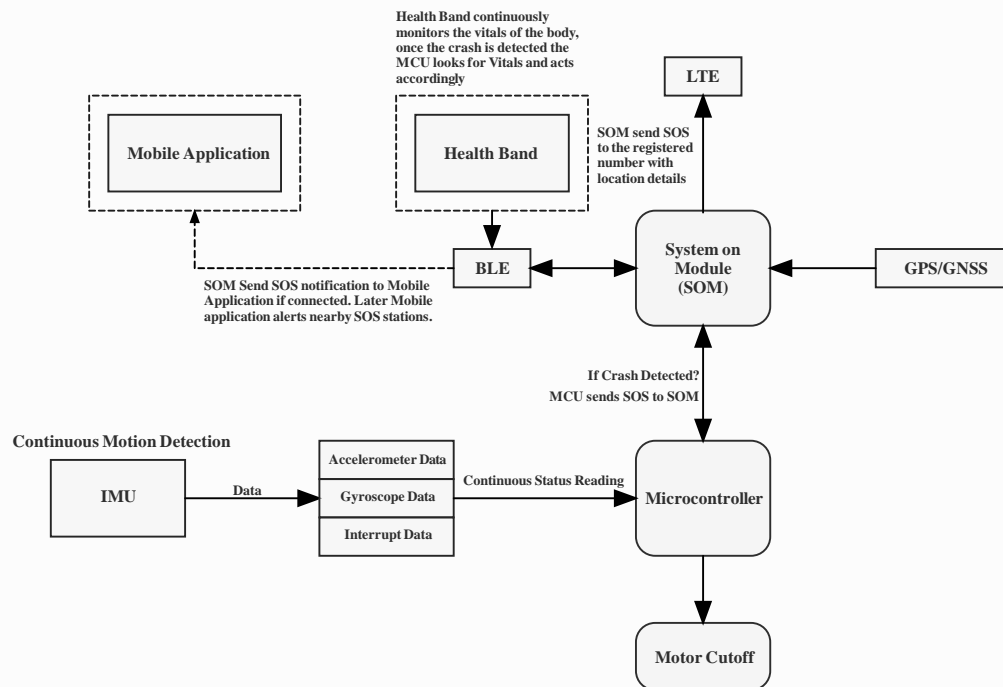 Health Band continuously
monitors the vitals of the body,
once the crash is detected the
MCU looks for Vitals and acts
accordingly
LTE
Mobile Application
Health Band
SOM send SOS
to the registered
number with
location details
BLE
System on
Module
(SOM)
GPS/GNSS
SOM Send SOS notification to Mobile
Application if connected. Later Mobile
application alerts nearby SOS stations.
If Crash Detected?
MCU sends SOS to SOM
Continuous Motion Detection
IMU
Data
Accelerometer Data
Gyroscope Data
Interrupt Data
Continuous Status Reading
Microcontroller
Motor Cutoff